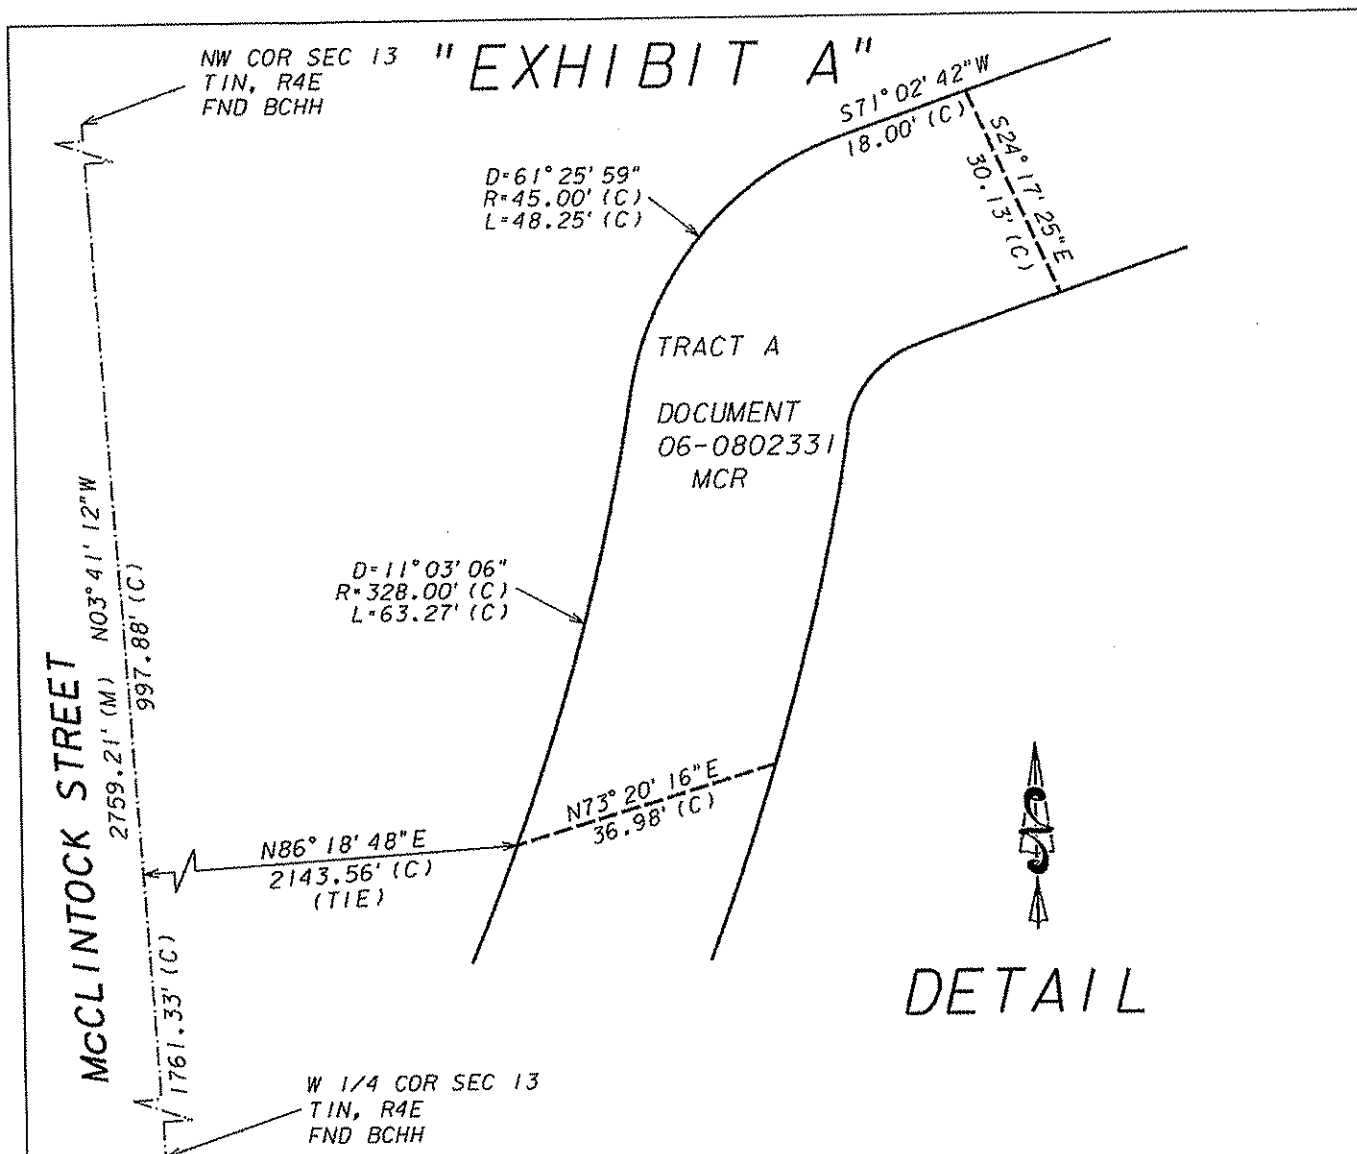 "EXHIBIT A"
NW COR SEC 13
T1N, R4E
FND BCHH
S71°02'42"W
18.00' (C)
S24°17'25"E
30.13' (C)
D=61°25'59"
R=45.00' (C)
L=48.25' (C)
TRACT A
DOCUMENT
06-0802331
MCR
D=11°03'06"
R=328.00' (C)
L=63.27' (C)
McCLINTOCK STREET
2759.21' (M) N03°41'12"W
997.88' (C)
N73°20'16"E
36.98' (C)
N86°18'48"E
2143.56' (C)
(TIE)
1761.33' (C)
DETAIL
W 1/4 COR SEC 13
T1N, R4E
FND BCHH